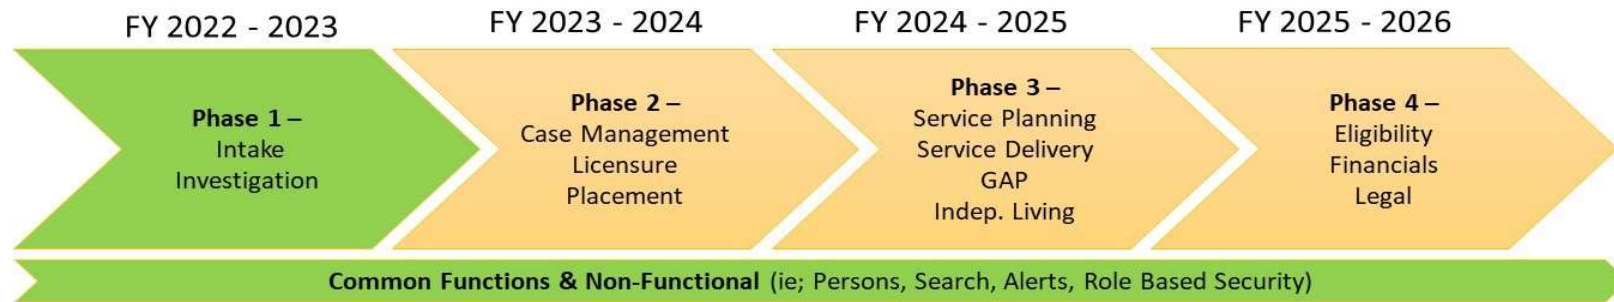 FY 2022 - 2023
FY 2023 - 2024
FY 2024 - 2025
FY 2025 - 2026
Phase 1 –
Intake
Investigation
Phase 2 –
Case Management
Licensure
Placement
Phase 3 –
Service Planning
Service Delivery
GAP
Indep. Living
Phase 4 –
Eligibility
Financials
Legal
Common Functions & Non-Functional (ie; Persons, Search, Alerts, Role Based Security)